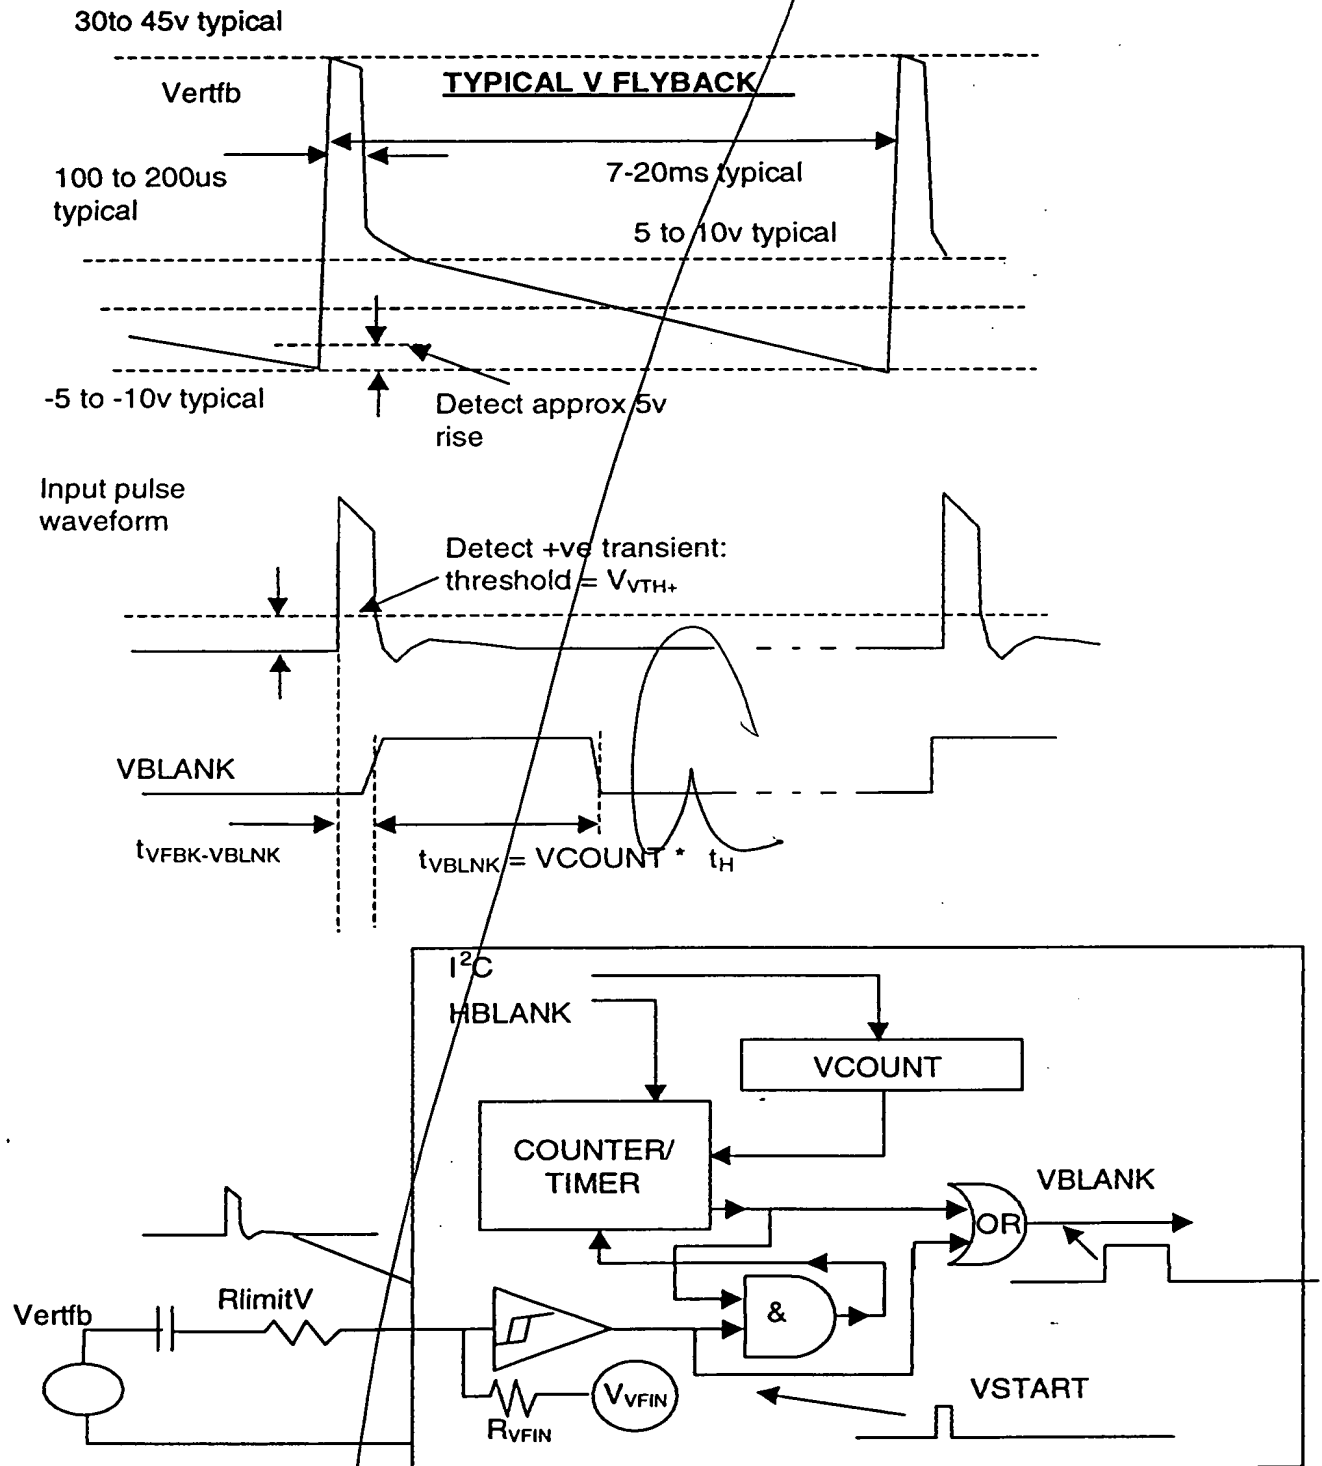 30to 45v typical
Vertfb
TYPICAL V FLYBACK
100 to 200us
typical
7-20ms typical
5 to 10v typical
-5 to -10v typical
Detect approx 5v
rise
Input pulse
waveform
Detect +ve transient:
threshold = VVTH+
VBLANK
tVFBK-VBLNK
tVBLNK = VCOUNT * tH
I²C
HBLANK
VCOUNT
COUNTER/
TIMER
VBLANK
OR
&
Vertfb
RlimitV
VVFIN
RVFIN
VSTART